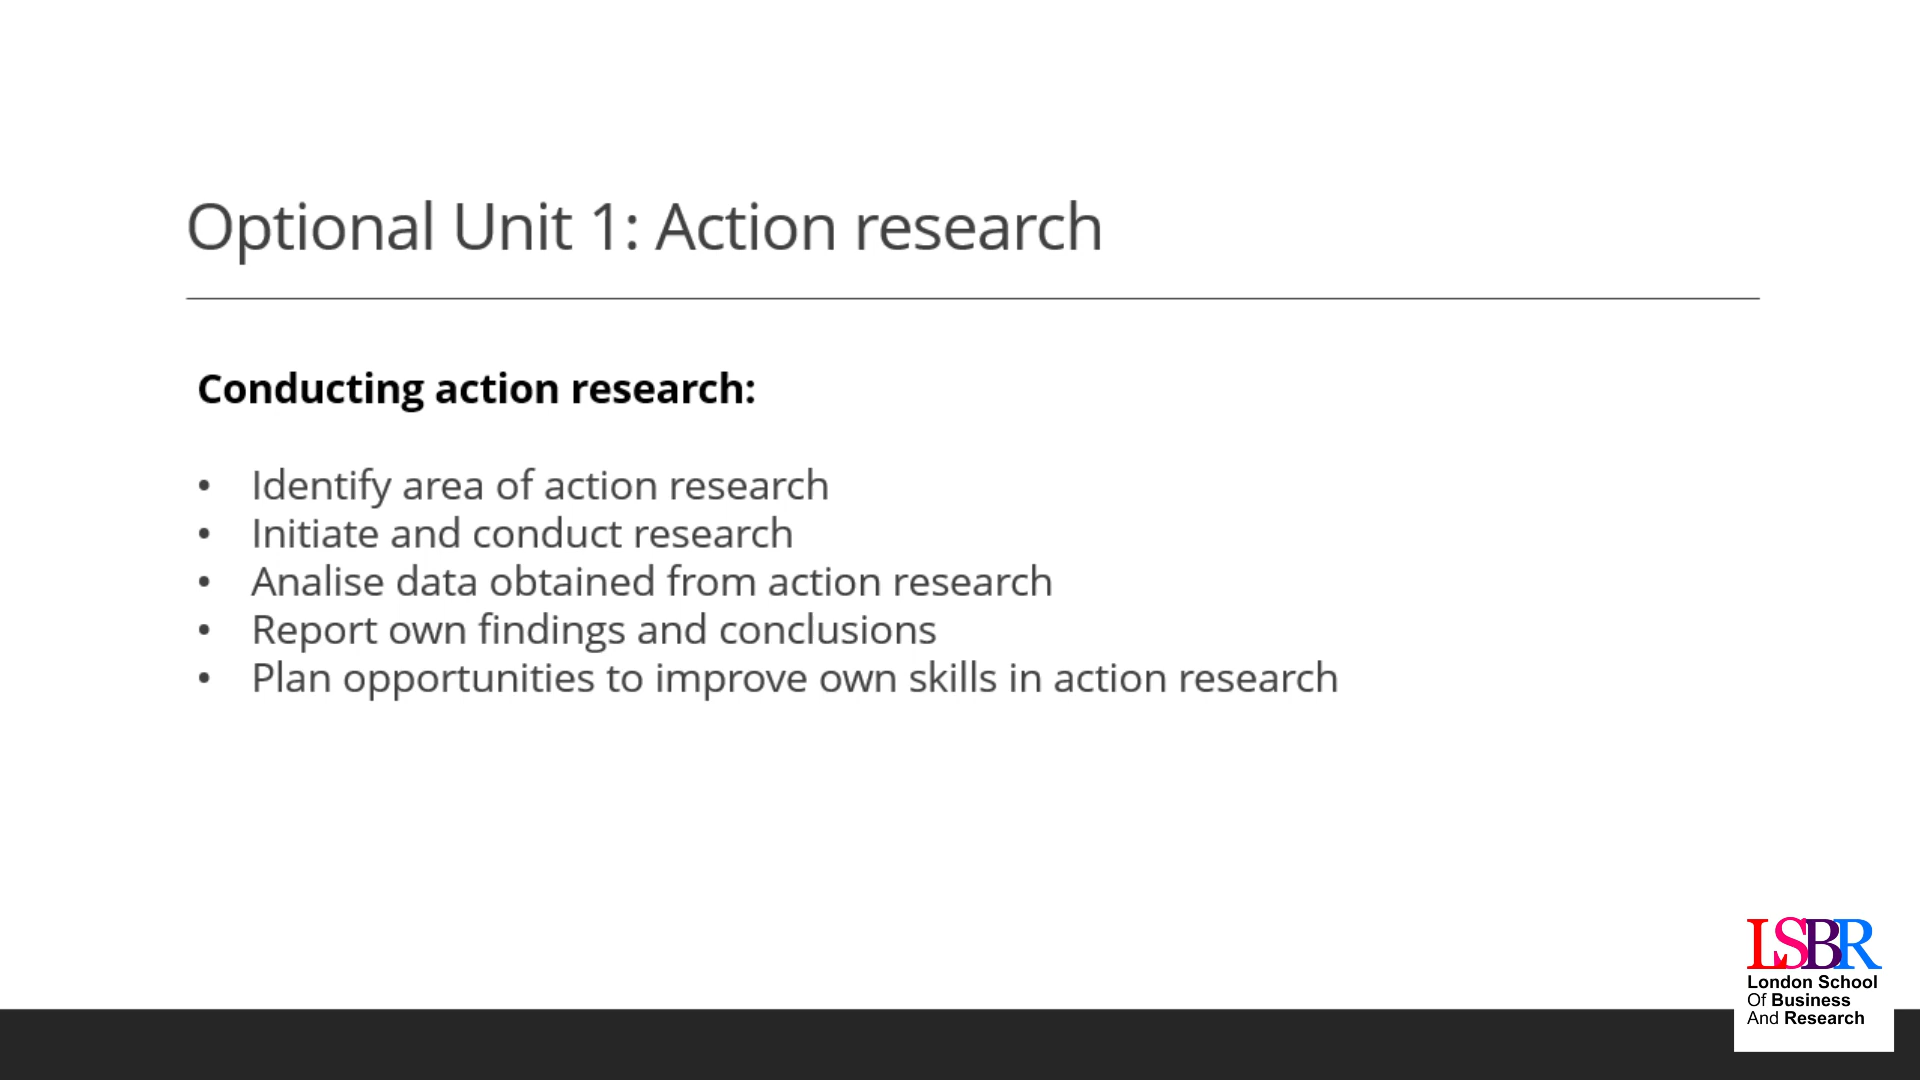 Optional Unit 1: Action research
Conducting action research:
• Identify area of action research
• Initiate and conduct research
• Analise data obtained from action research
• Report own findings and conclusions
• Plan opportunities to improve own skills in action research
LSBR
London School
Of Business
And Research